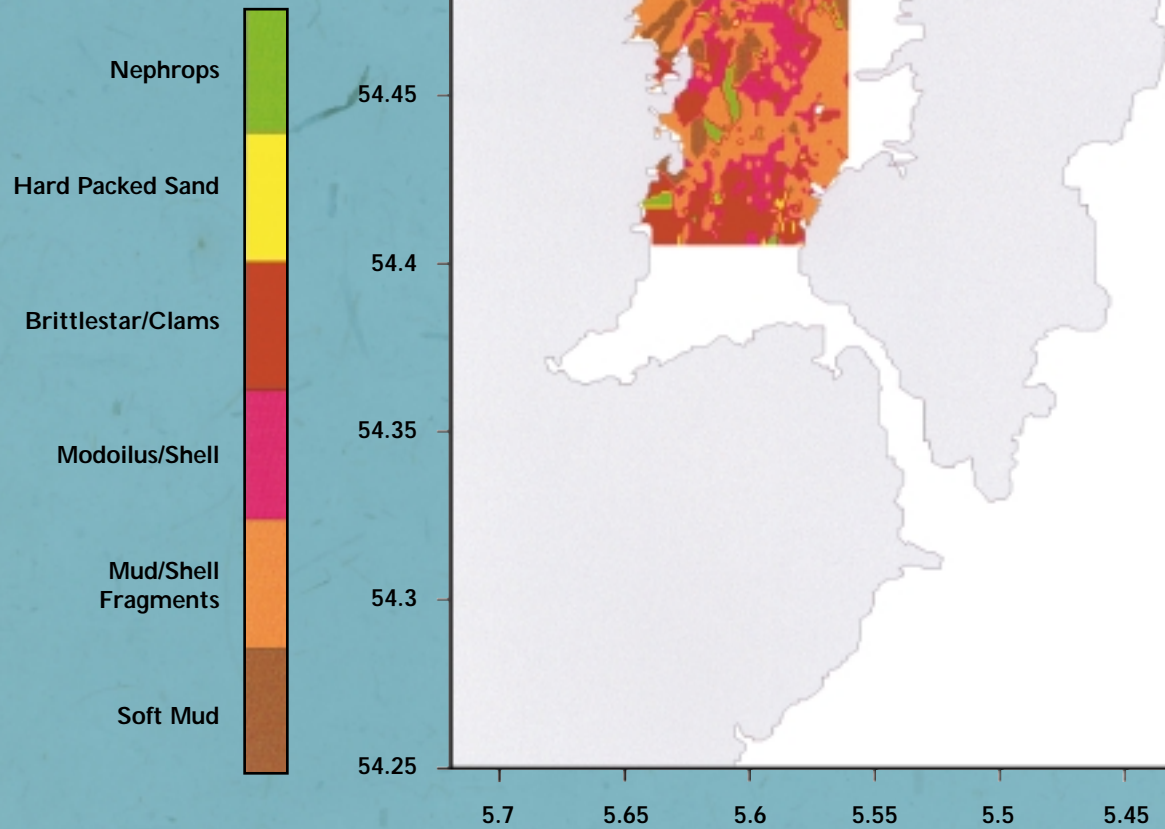 Nephrops
Hard Packed Sand
Brittlestar/Clams
Modoilus/Shell
Mud/Shell
Fragments
Soft Mud
54.45
54.4
54.35
54.3
54.25
5.7
5.65
5.6
5.55
5.5
5.45